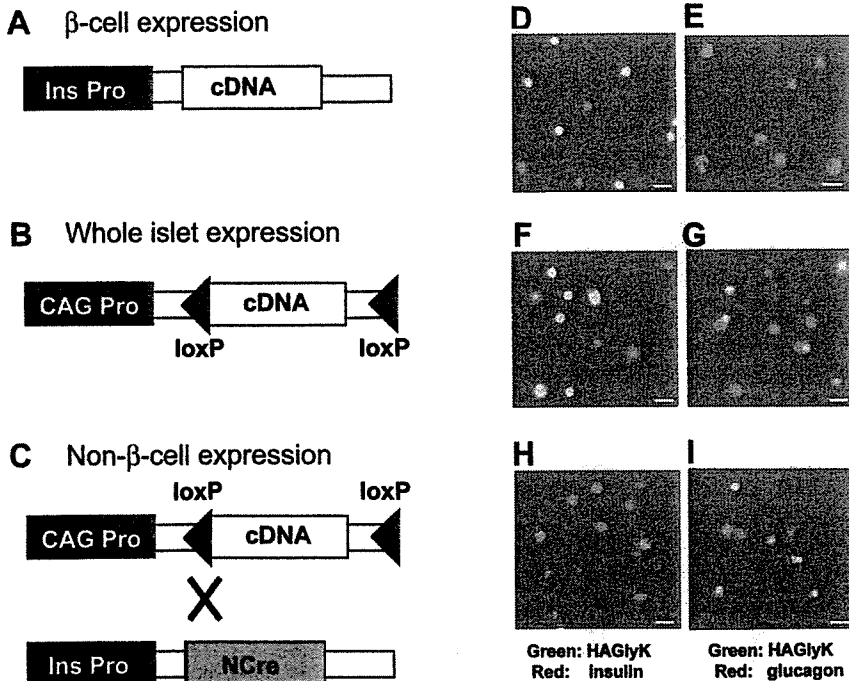 A β-cell expression
Ins Pro cDNA
B Whole islet expression
CAG Pro cDNA
loxP loxP
C Non-β-cell expression
loxP loxP
CAG Pro cDNA
X
Ins Pro NCre
D E
F G
H I
Green: HAGlyK
Red: insulin
Green: HAGlyK
Red: glucagon